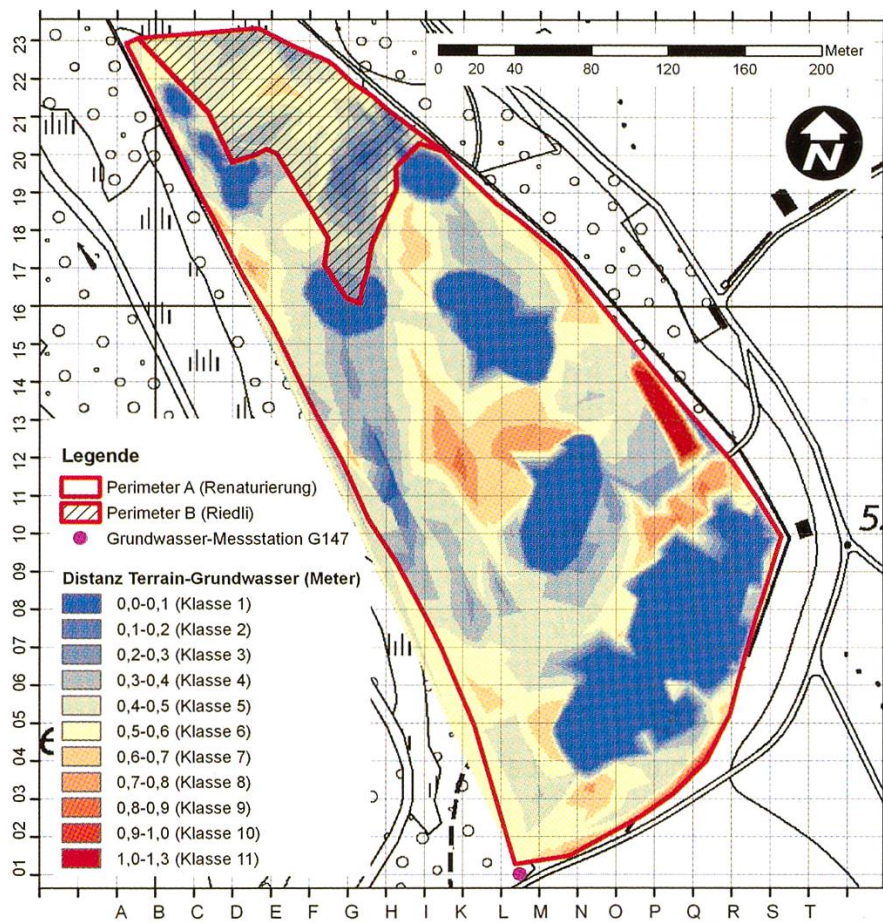 23
22
21
20
19
18
17
16
15
14
13
12
11
10
09
08
07
06
05
04
03
02
01
Meter
0 20 40 80 120 160 200
N
5
Legende
Perimeter A (Renaturierung)
Perimeter B (Riedli)
Grundwasser-Messstation G147
Distanz Terrain-Grundwasser (Meter)
0,0-0,1 (Klasse 1)
0,1-0,2 (Klasse 2)
0,2-0,3 (Klasse 3)
0,3-0,4 (Klasse 4)
0,4-0,5 (Klasse 5)
0,5-0,6 (Klasse 6)
0,6-0,7 (Klasse 7)
0,7-0,8 (Klasse 8)
0,8-0,9 (Klasse 9)
0,9-1,0 (Klasse 10)
1,0-1,3 (Klasse 11)
A B C D E F G H I K L M N O P Q R S T